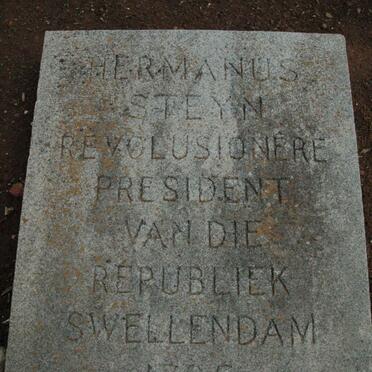 HERMANUS
STEYN
REVOLUSIONÊRE
PRESIDENT
VAN DIE
REPUBLIEK
SWELLENDAM